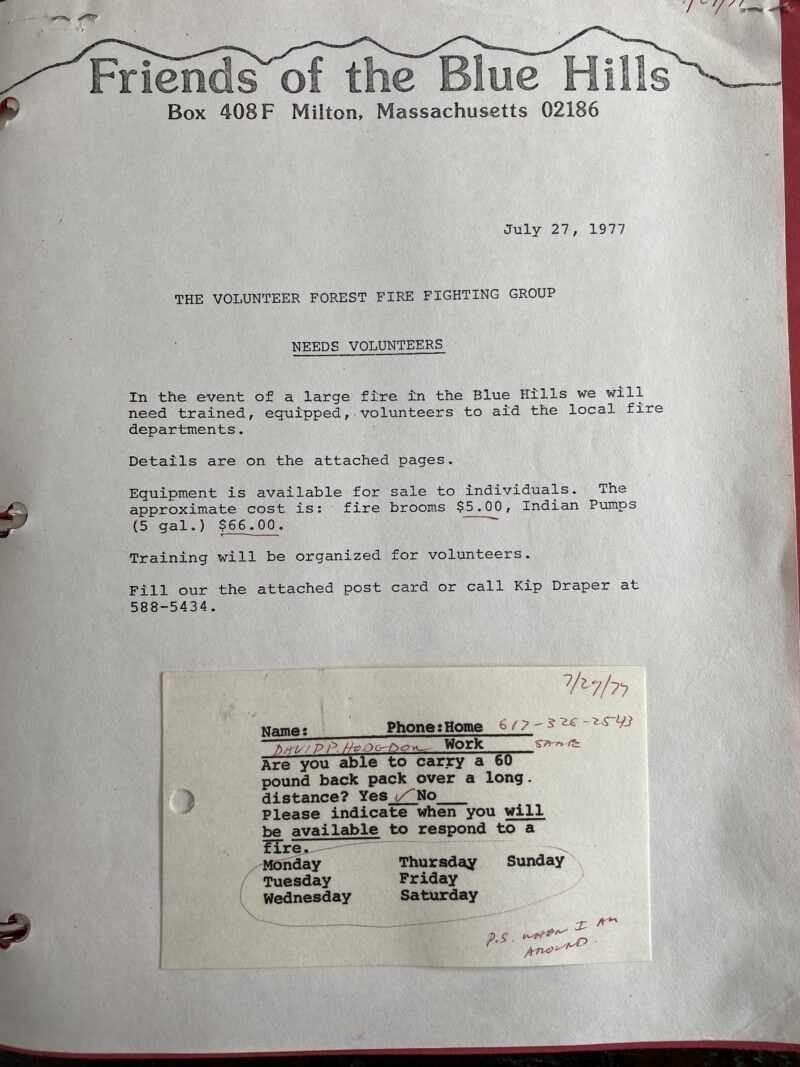 7/27/77
Friends of the Blue Hills
Box 408F Milton, Massachusetts 02186
July 27, 1977
THE VOLUNTEER FOREST FIRE FIGHTING GROUP
NEEDS VOLUNTEERS
In the event of a large fire in the Blue Hills we will
need trained, equipped, volunteers to aid the local fire
departments.
Details are on the attached pages.
Equipment is available for sale to individuals. The
approximate cost is: fire brooms $5.00, Indian Pumps
(5 gal.) $66.00.
Training will be organized for volunteers.
Fill our the attached post card or call Kip Draper at
588-5434.
7/27/77
Name: Phone:Home 617-326-2543
DAVID P. HODGDON Work SAME
Are you able to carry a 60
pound back pack over a long.
distance? Yes ✓ No
Please indicate when you will
be available to respond to a
fire.
Monday Thursday Sunday
Tuesday Friday
Wednesday Saturday
P.S. WHEN I AM
AROUND.